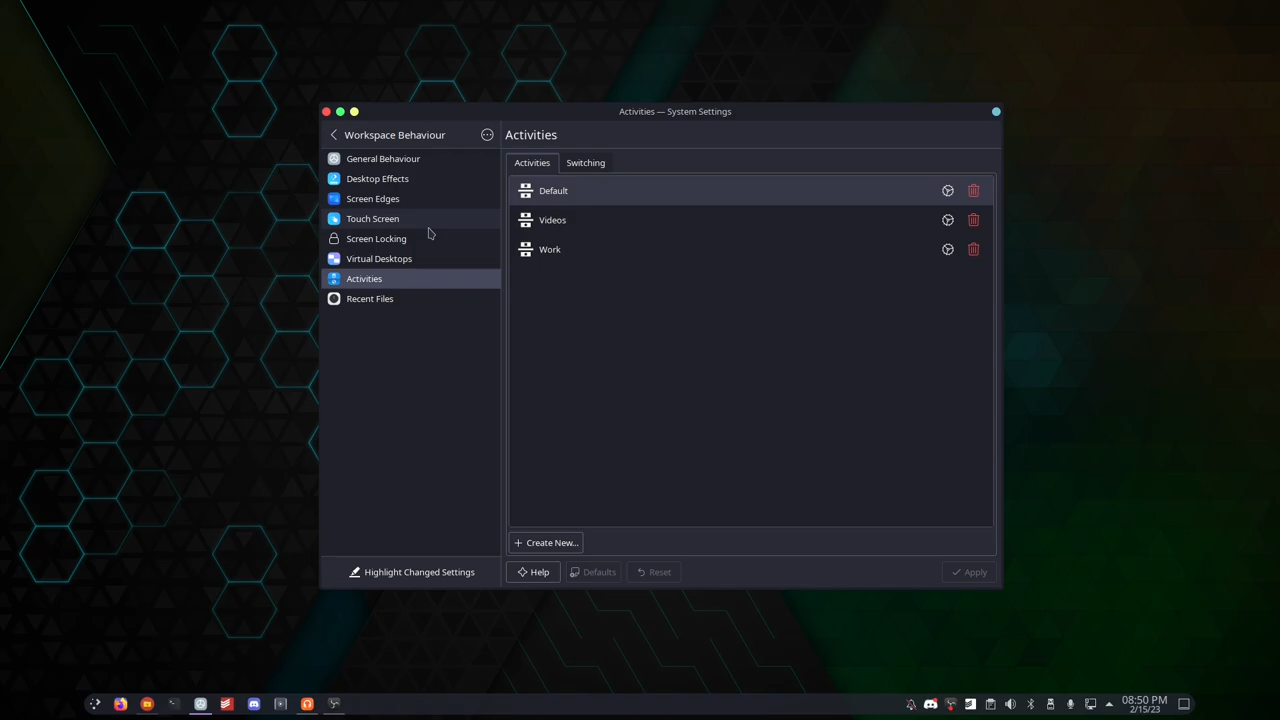 Activities — System Settings
Workspace Behaviour
Activities
General Behaviour
Desktop Effects
Screen Edges
Touch Screen
Screen Locking
Virtual Desktops
Activities
Recent Files
Activities
Switching
Default
Videos
Work
Create New...
Highlight Changed Settings
Help
Defaults
Reset
Apply
08:50 PM
2/15/23